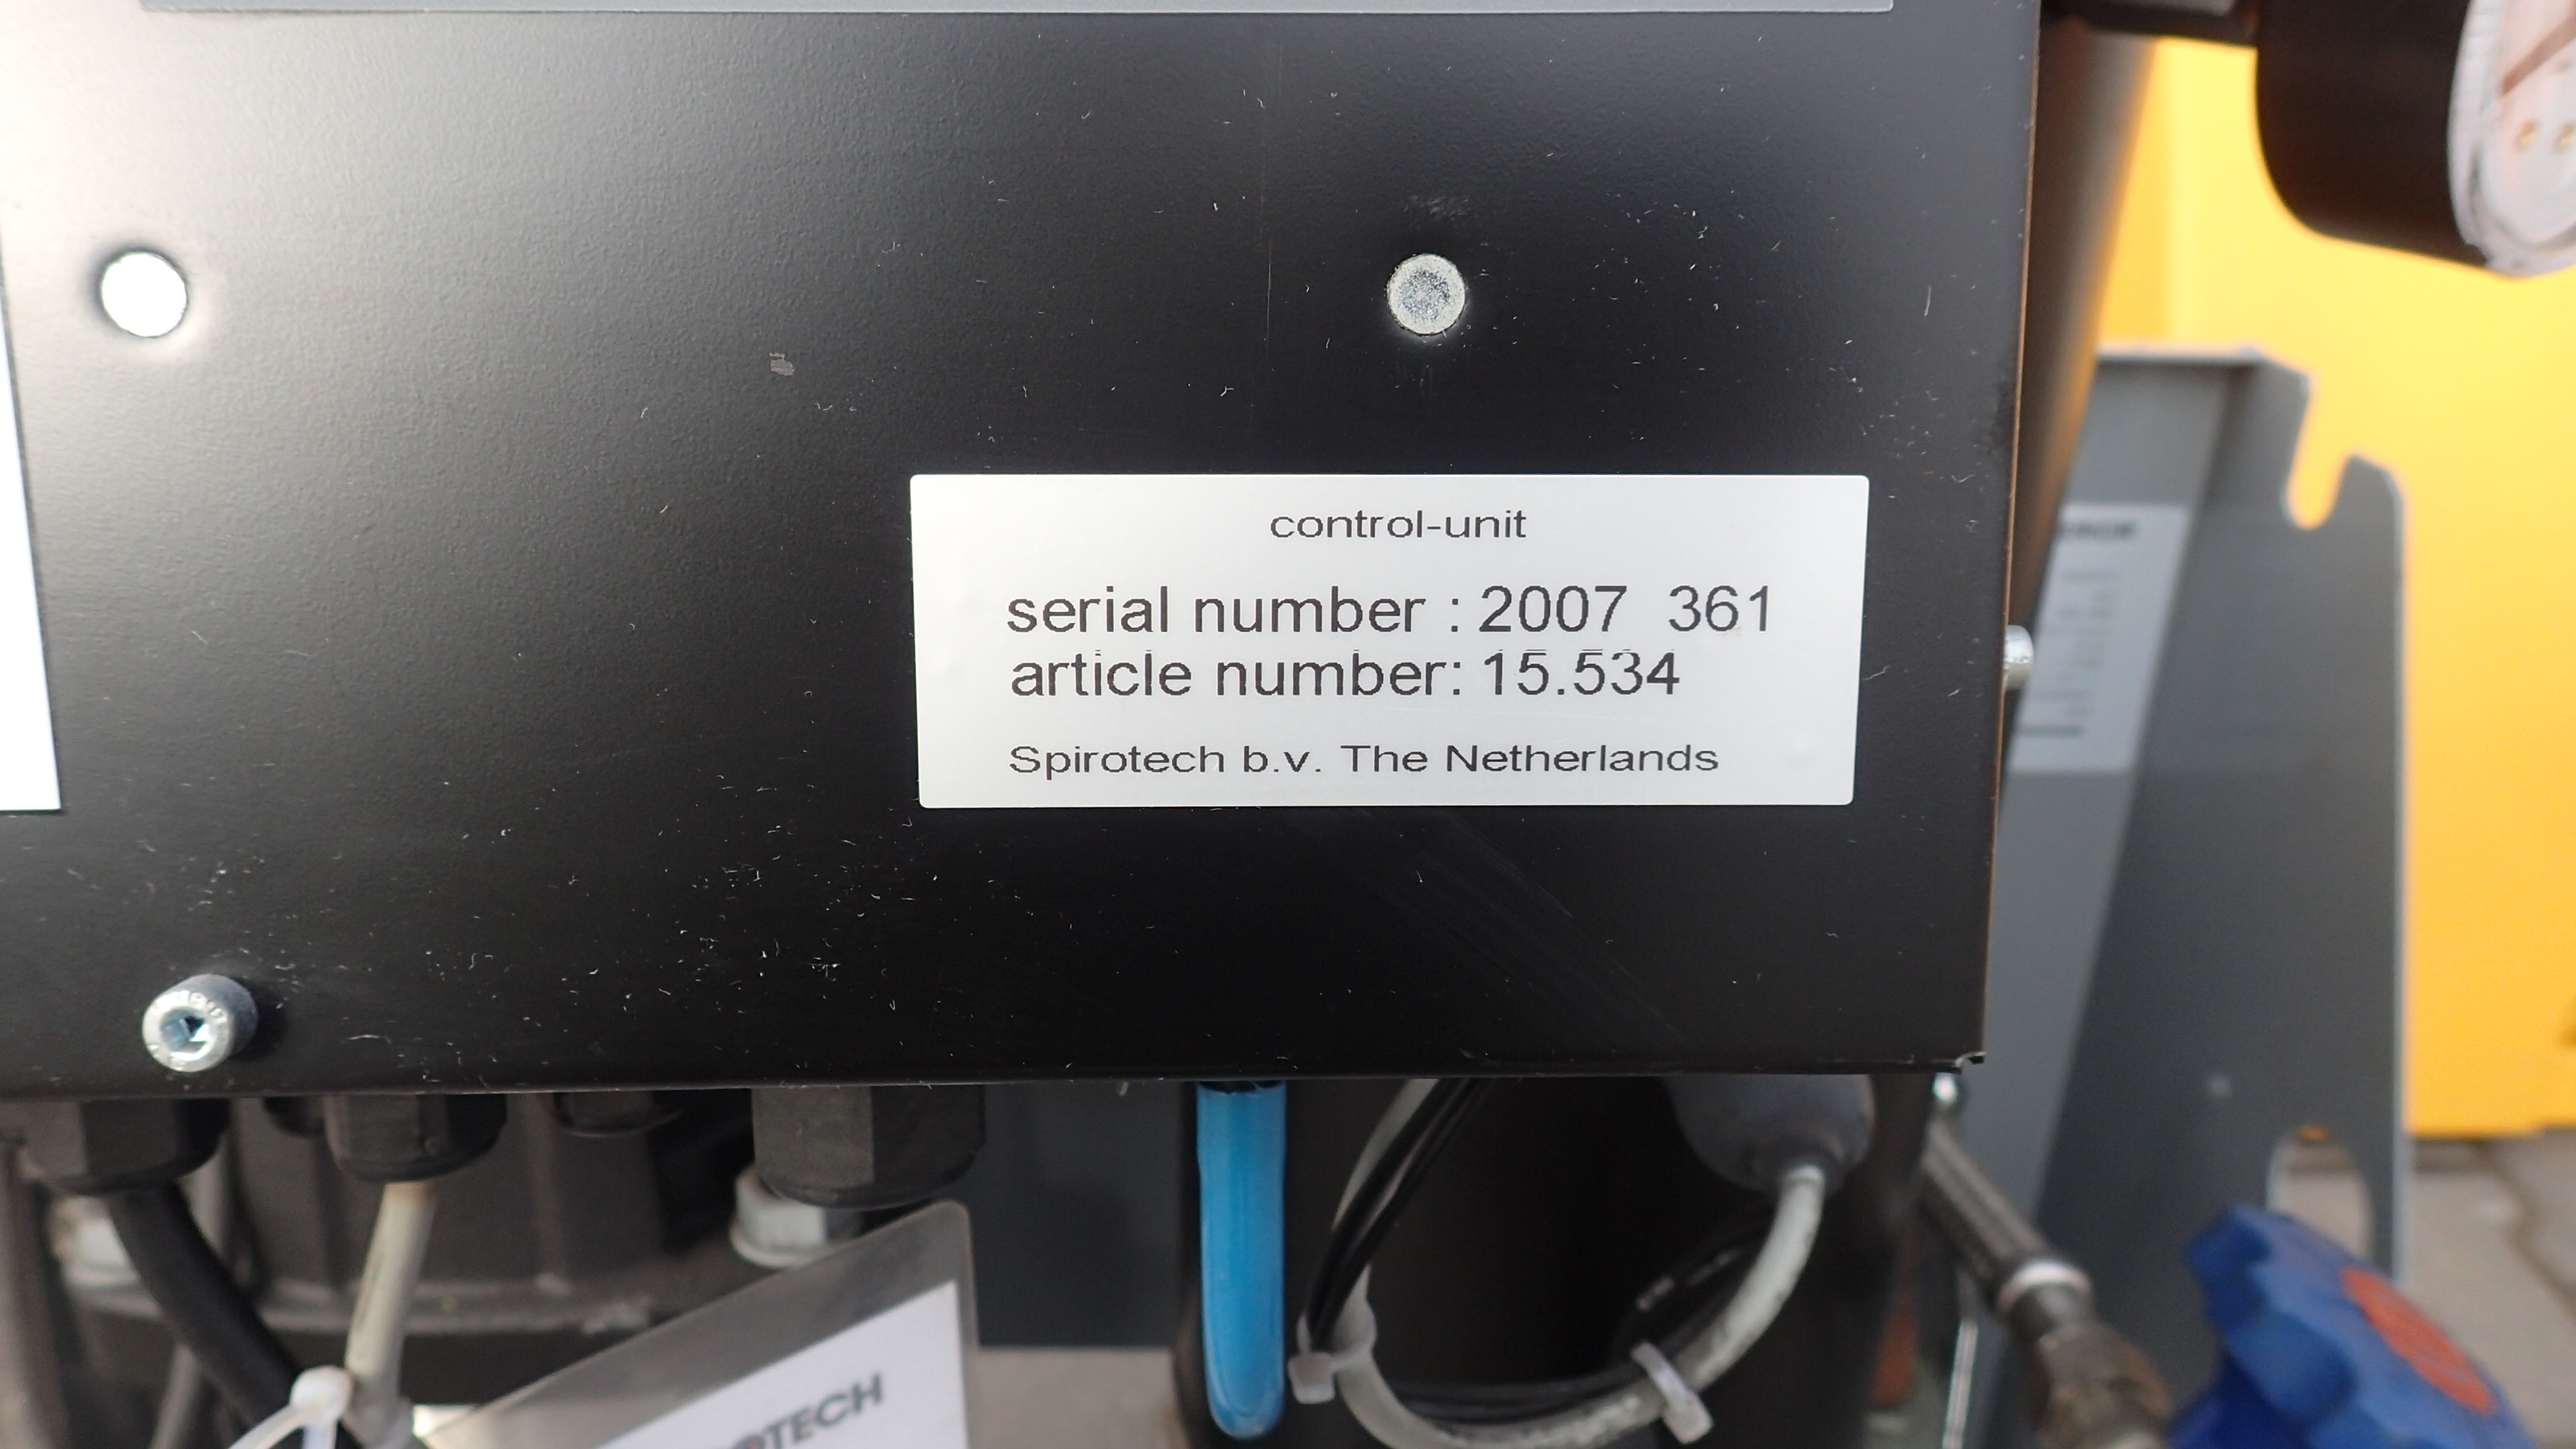 control-unit
serial number : 2007 361
article number: 15.534
Spirotech b.v. The Netherlands